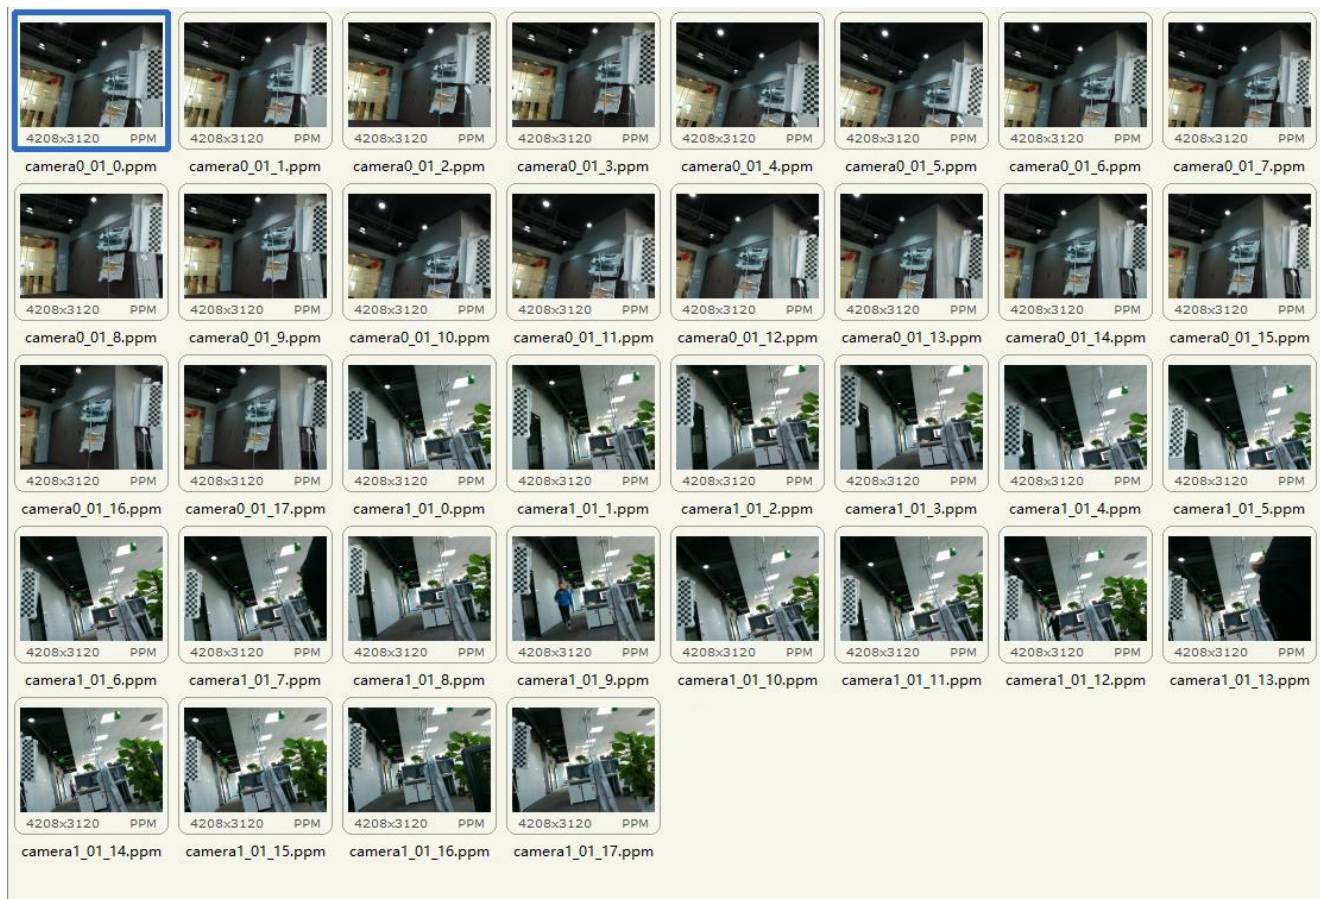 4208x3120 PPM 4208x3120 PPM 4208x3120 PPM 4208x3120 PPM 4208x3120 PPM 4208x3120 PPM 4208x3120 PPM 4208x3120 PPM
camera0_01_0.ppm camera0_01_1.ppm camera0_01_2.ppm camera0_01_3.ppm camera0_01_4.ppm camera0_01_5.ppm camera0_01_6.ppm camera0_01_7.ppm
4208x3120 PPM 4208x3120 PPM 4208x3120 PPM 4208x3120 PPM 4208x3120 PPM 4208x3120 PPM 4208x3120 PPM 4208x3120 PPM
camera0_01_8.ppm camera0_01_9.ppm camera0_01_10.ppm camera0_01_11.ppm camera0_01_12.ppm camera0_01_13.ppm camera0_01_14.ppm camera0_01_15.ppm
4208x3120 PPM 4208x3120 PPM 4208x3120 PPM 4208x3120 PPM 4208x3120 PPM 4208x3120 PPM 4208x3120 PPM 4208x3120 PPM
camera0_01_16.ppm camera0_01_17.ppm camera1_01_0.ppm camera1_01_1.ppm camera1_01_2.ppm camera1_01_3.ppm camera1_01_4.ppm camera1_01_5.ppm
4208x3120 PPM 4208x3120 PPM 4208x3120 PPM 4208x3120 PPM 4208x3120 PPM 4208x3120 PPM 4208x3120 PPM 4208x3120 PPM
camera1_01_6.ppm camera1_01_7.ppm camera1_01_8.ppm camera1_01_9.ppm camera1_01_10.ppm camera1_01_11.ppm camera1_01_12.ppm camera1_01_13.ppm
4208x3120 PPM 4208x3120 PPM 4208x3120 PPM 4208x3120 PPM
camera1_01_14.ppm camera1_01_15.ppm camera1_01_16.ppm camera1_01_17.ppm